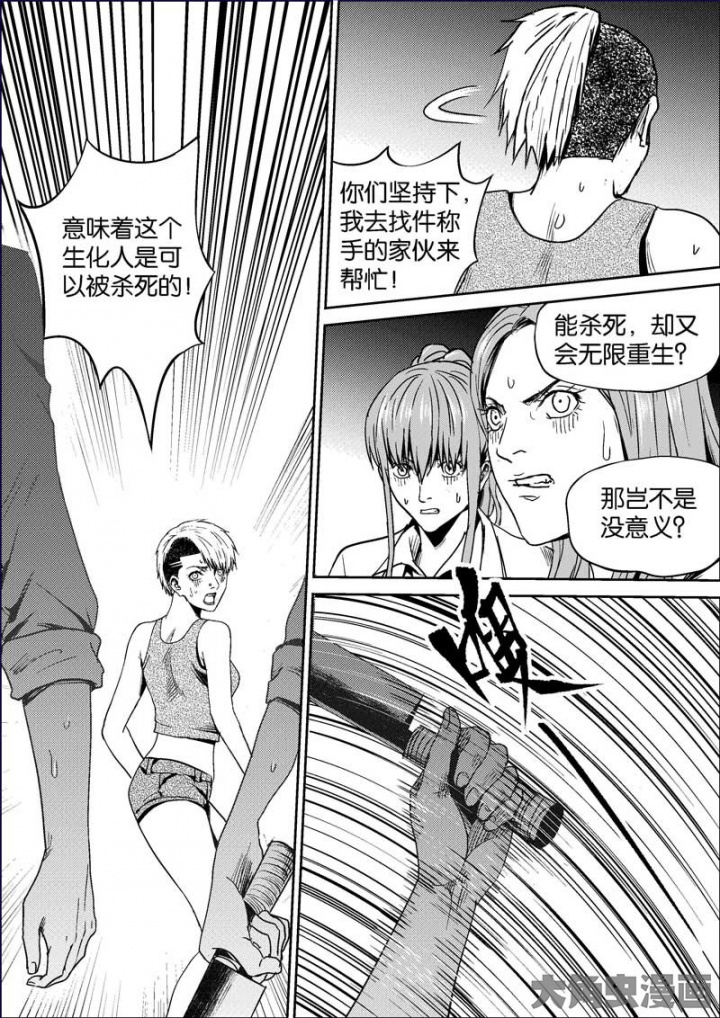 你们坚持下，
我去找件称
手的家伙来
帮忙！
意味着这个
生化人是可
以被杀死的！
能杀死，却又
会无限重生？
那岂不是
没意义？
嗖
大角虫漫画